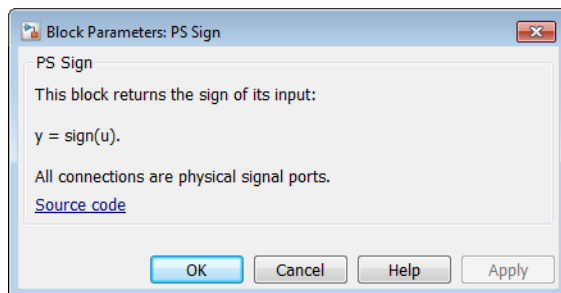 Block Parameters: PS Sign
PS Sign
This block returns the sign of its input:
y = sign(u).
All connections are physical signal ports.
Source code
OK Cancel Help Apply